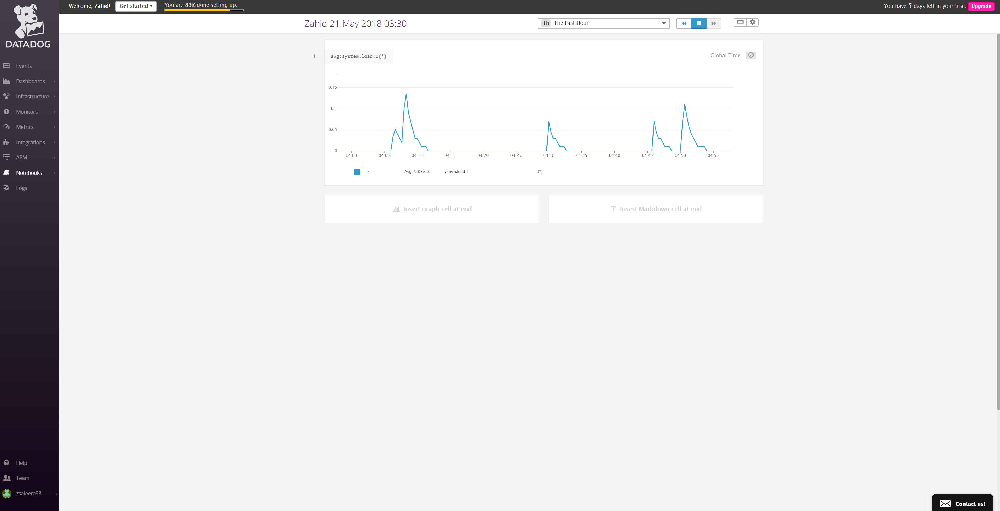 DATADOG
Events
Dashboards
Infrastructure
Monitors
Metrics
Integrations
APM
Notebooks
Logs
Help
Team
zsaleem98
Welcome, Zahid! Get started You are 83% done setting up.
You have 5 days left in your trial. Upgrade
Zahid 21 May 2018 03:30
1h The Past Hour
1
avg:system.load.1{*}
Global Time
0.15
0.1
0.05
0
04:00 04:05 04:10 04:15 04:20 04:25 04:30 04:35 04:40 04:45 04:50 04:55
0 Avg: 9.08e-3 system.load.1 {*}
Insert graph cell at end
T Insert Markdown cell at end
Contact us!